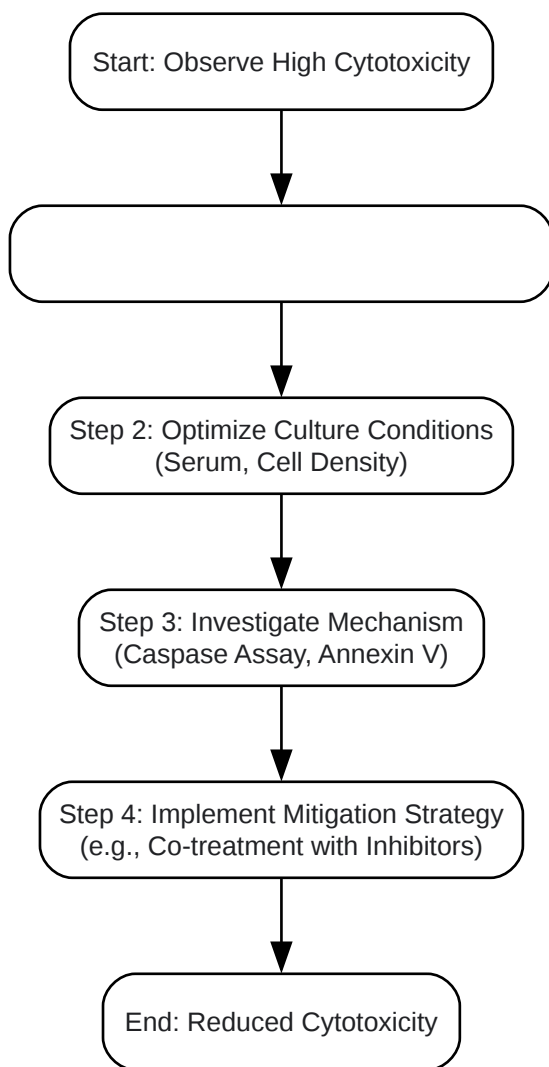 Start: Observe High Cytotoxicity
Step 2: Optimize Culture Conditions
(Serum, Cell Density)
Step 3: Investigate Mechanism
(Caspase Assay, Annexin V)
Step 4: Implement Mitigation Strategy
(e.g., Co-treatment with Inhibitors)
End: Reduced Cytotoxicity